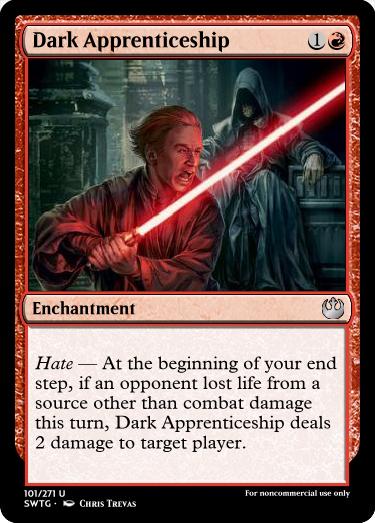 Dark Apprenticeship 1
Enchantment
Hate — At the beginning of your end
step, if an opponent lost life from a
source other than combat damage
this turn, Dark Apprenticeship deals
2 damage to target player.
101/271 U
For noncommercial use only
SWTG · Chris Trevas